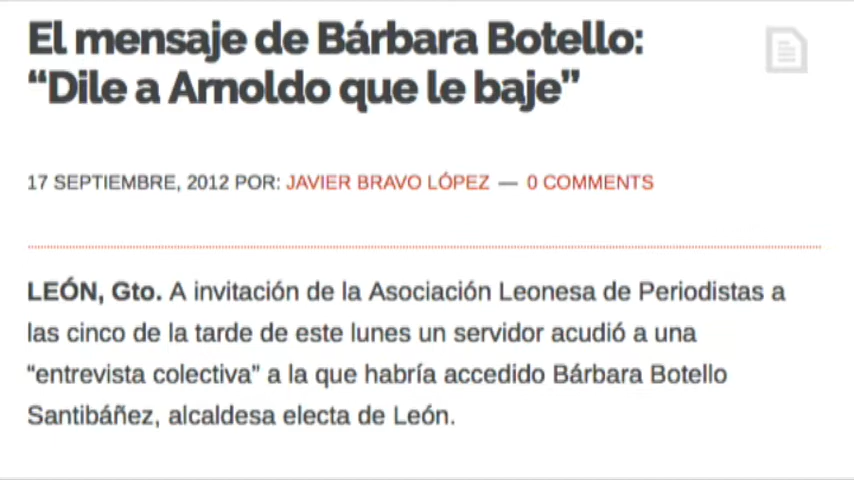 El mensaje de Bárbara Botello:
“Dile a Arnoldo que le baje”
17 SEPTIEMBRE, 2012 POR: JAVIER BRAVO LÓPEZ — 0 COMMENTS
LEÓN, Gto. A invitación de la Asociación Leonesa de Periodistas a
las cinco de la tarde de este lunes un servidor acudió a una
“entrevista colectiva” a la que habría accedido Bárbara Botello
Santibáñez, alcaldesa electa de León.